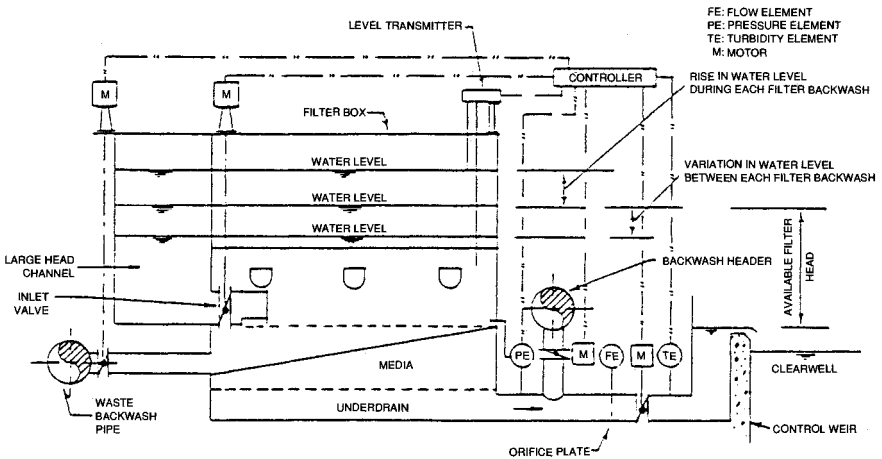 FE: FLOW ELEMENT
PE: PRESSURE ELEMENT
TE: TURBIDITY ELEMENT
M: MOTOR
LEVEL TRANSMITTER
CONTROLLER
RISE IN WATER LEVEL
DURING EACH FILTER BACKWASH
M
M
FILTER BOX
WATER LEVEL
VARIATION IN WATER LEVEL
BETWEEN EACH FILTER BACKWASH
WATER LEVEL
WATER LEVEL
LARGE HEAD
CHANNEL
BACKWASH HEADER
AVAILABLE FILTER
HEAD
INLET
VALVE
PE
M
FE
M
TE
MEDIA
CLEARWELL
UNDERDRAIN
WASTE
BACKWASH
PIPE
CONTROL WEIR
ORIFICE PLATE